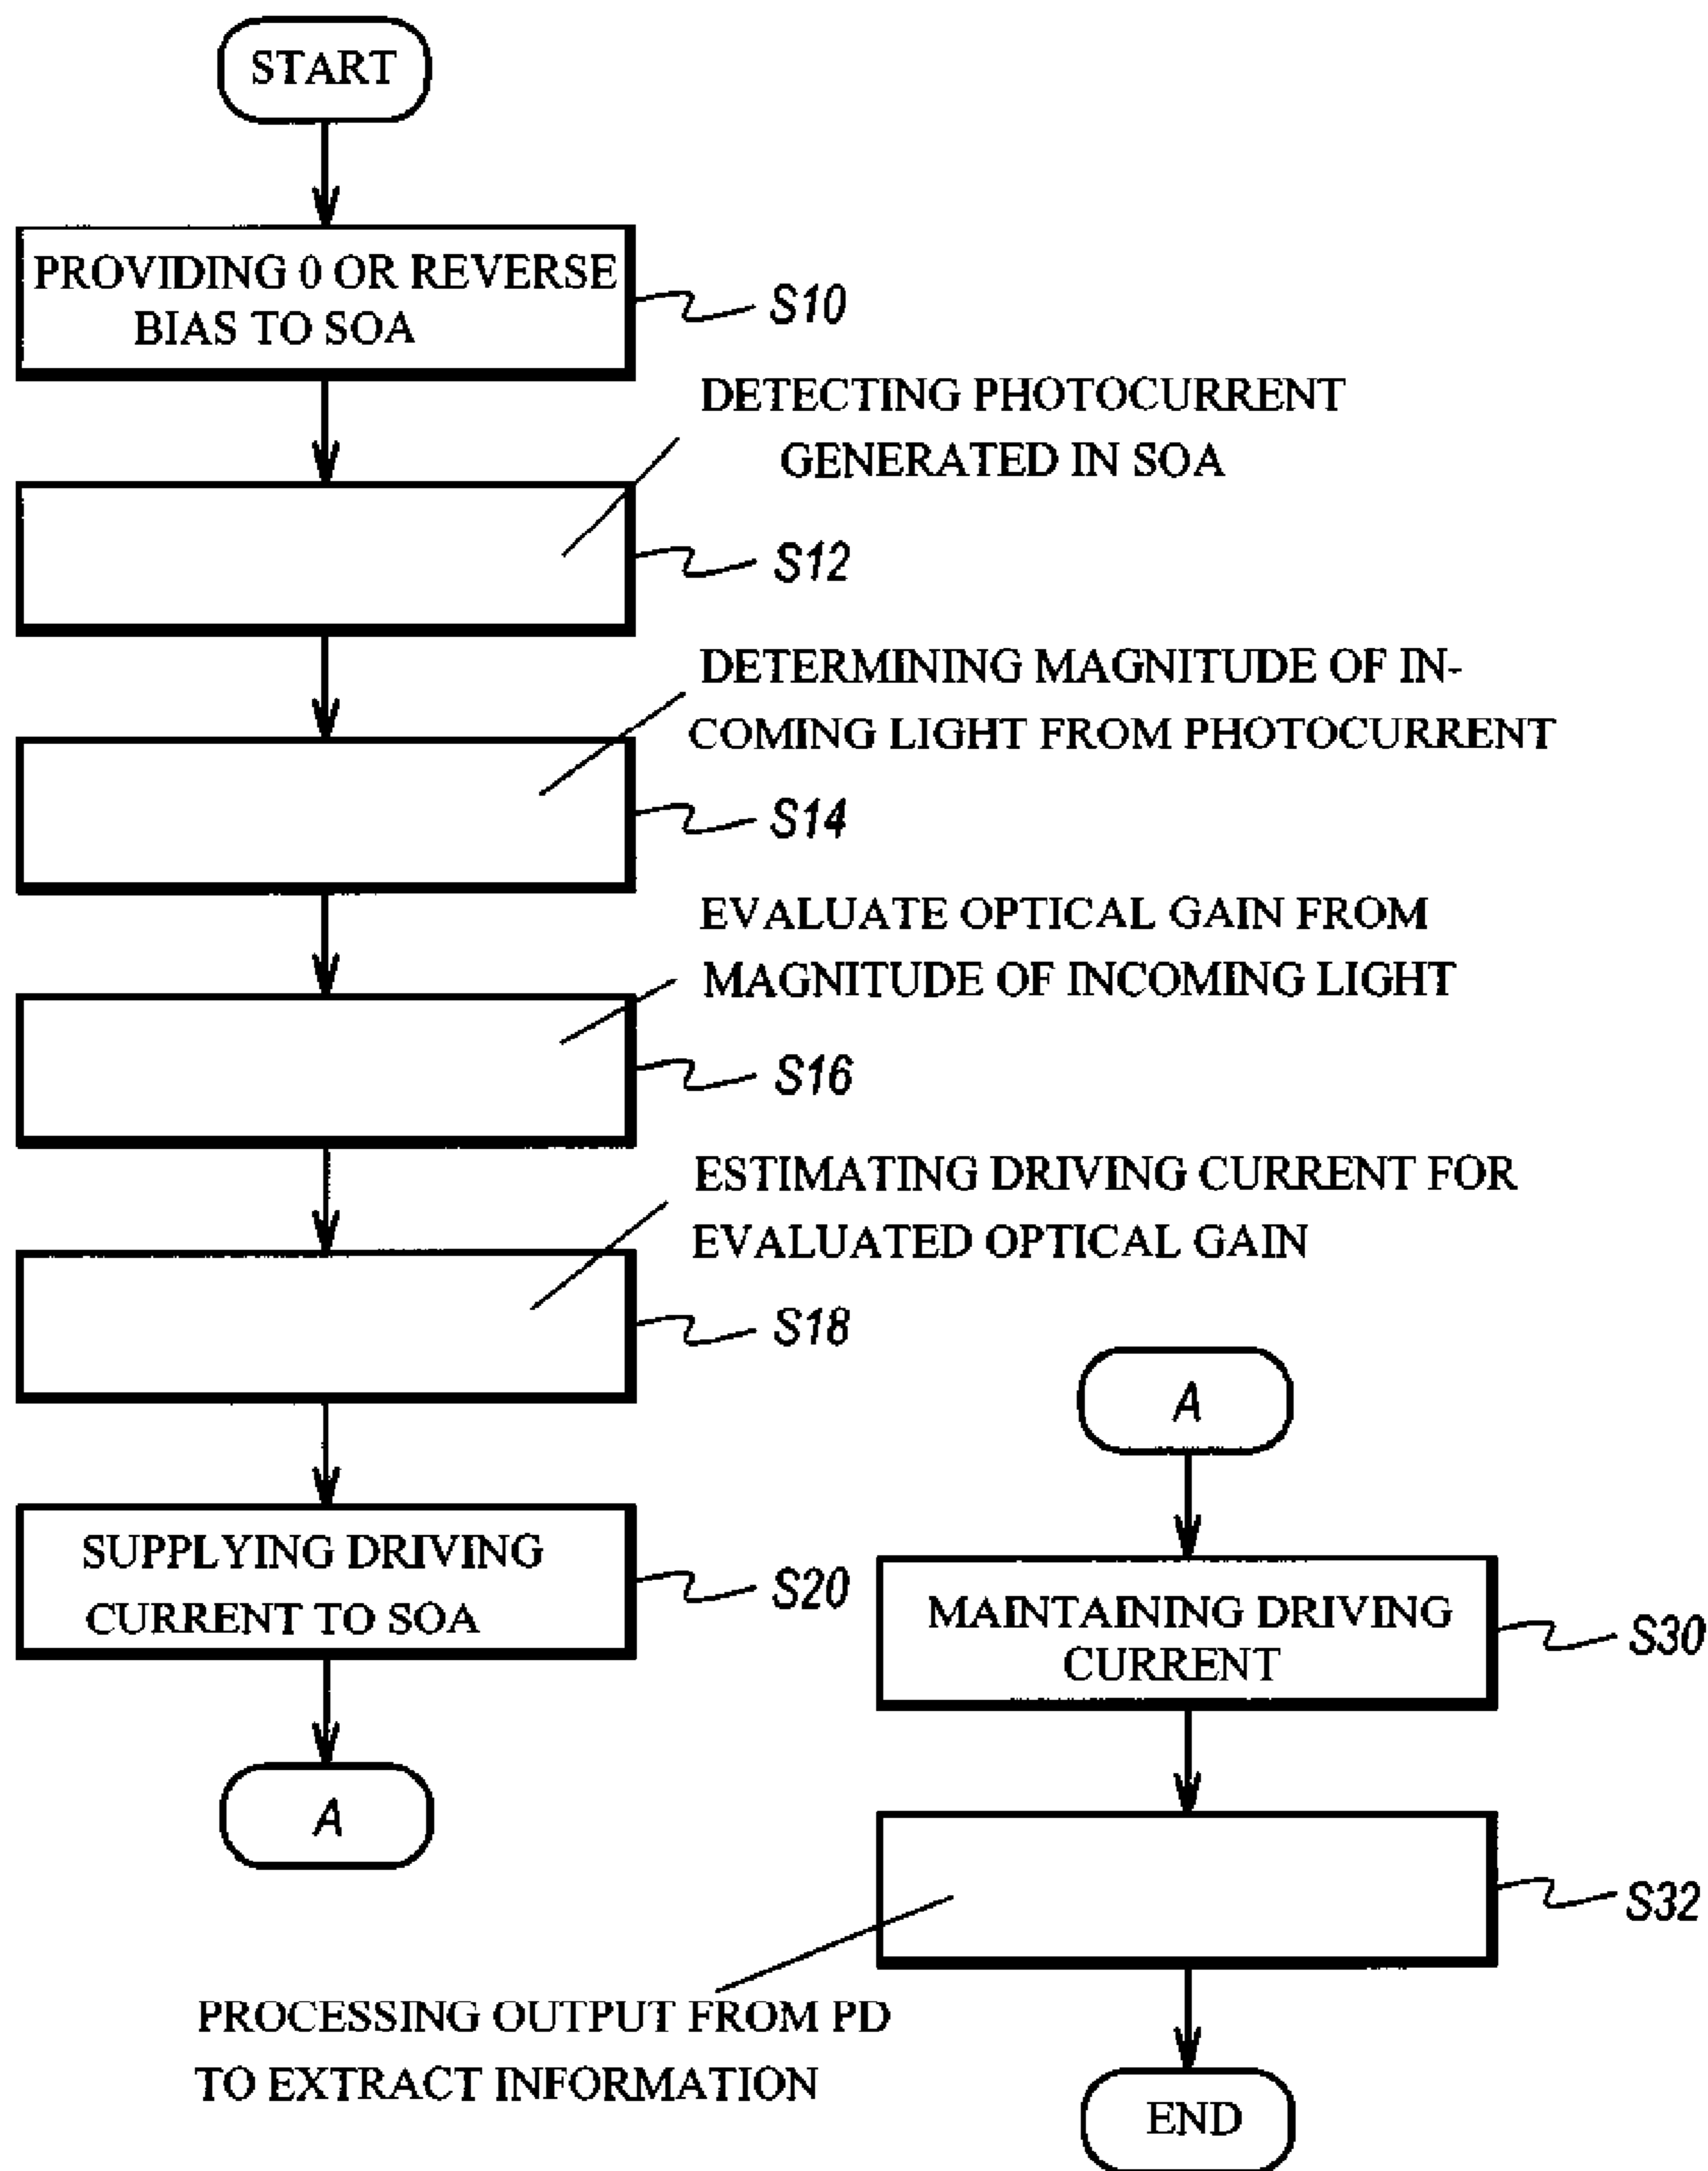 START
PROVIDING 0 OR REVERSE
BIAS TO SOA
S10
DETECTING PHOTOCURRENT
GENERATED IN SOA
S12
DETERMINING MAGNITUDE OF IN-
COMING LIGHT FROM PHOTOCURRENT
S14
EVALUATE OPTICAL GAIN FROM
MAGNITUDE OF INCOMING LIGHT
S16
ESTIMATING DRIVING CURRENT FOR
EVALUATED OPTICAL GAIN
S18
SUPPLYING DRIVING
CURRENT TO SOA
S20
A
A
MAINTAINING DRIVING
CURRENT
S30
S32
PROCESSING OUTPUT FROM PD
TO EXTRACT INFORMATION
END